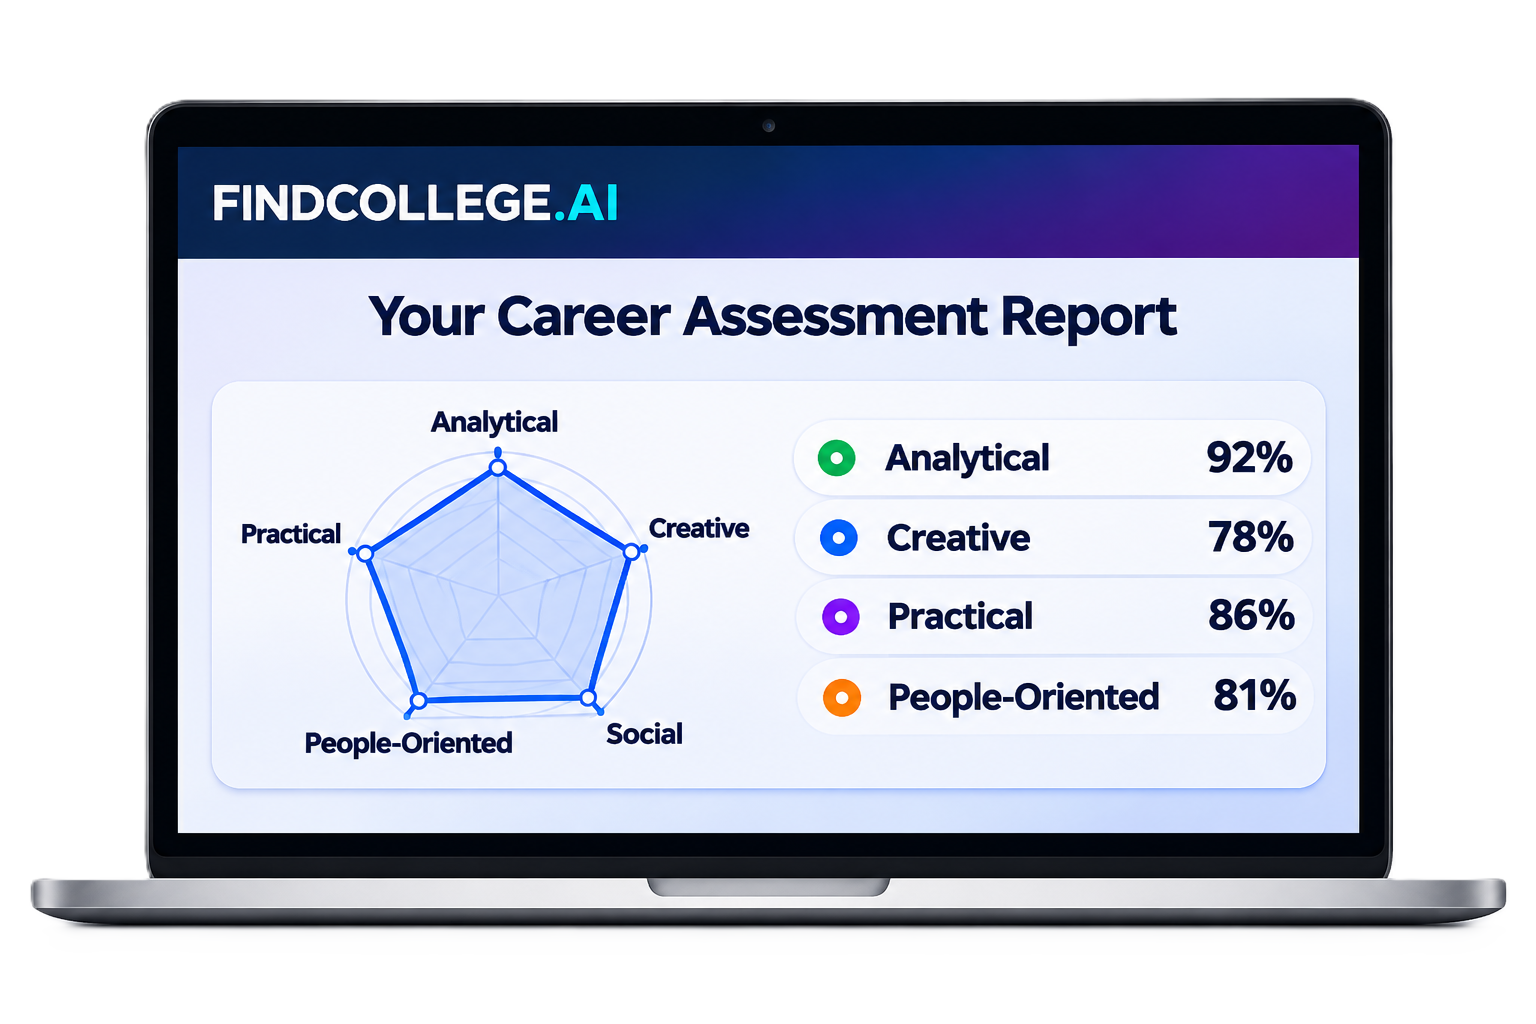 FINDCOLLEGE.AI
Your Career Assessment Report
Analytical
Practical
Creative
People-Oriented
Social
Analytical 92%
Creative 78%
Practical 86%
People-Oriented 81%